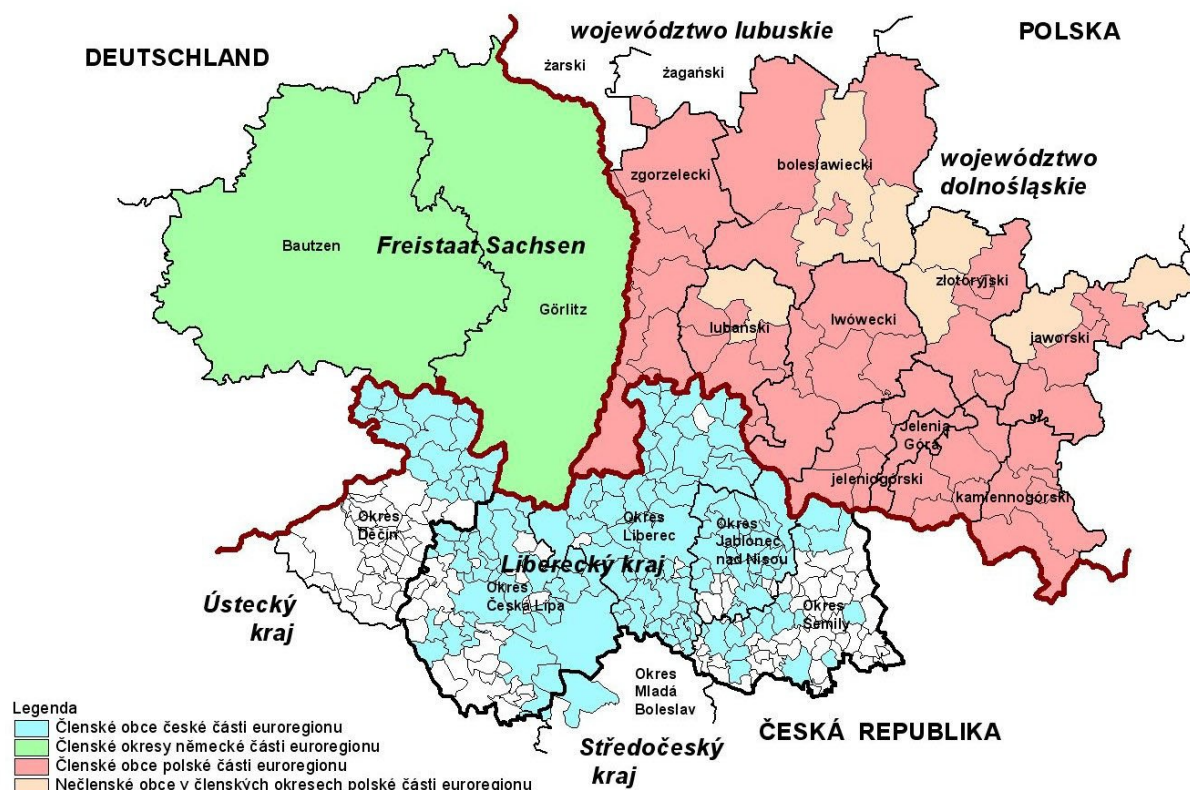 DEUTSCHLAND
województwo lubuskie
POLSKA
żarski
żagański
zgorzelecki
bolesławiecki
województwo
dolnośląskie
Bautzen
Freistaat Sachsen
Görlitz
złotoryjski
lubański
lwówecki
jaworski
Jelenia
Góra
jeleniogórski
kamiennogórski
Okres
Děčín
Okres
Liberec
Okres
Jablonec
nad Nisou
Liberecký kraj
Okres
Česká Lípa
Okres
Semily
Ústecký
kraj
Okres
Mladá
Boleslav
Středočeský
kraj
ČESKÁ REPUBLIKA
Legenda
Členské obce české části euroregionu
Členské okresy německé části euroregionu
Členské obce polské části euroregionu
Nečlenské obce v členských okresech polské části euroregionu